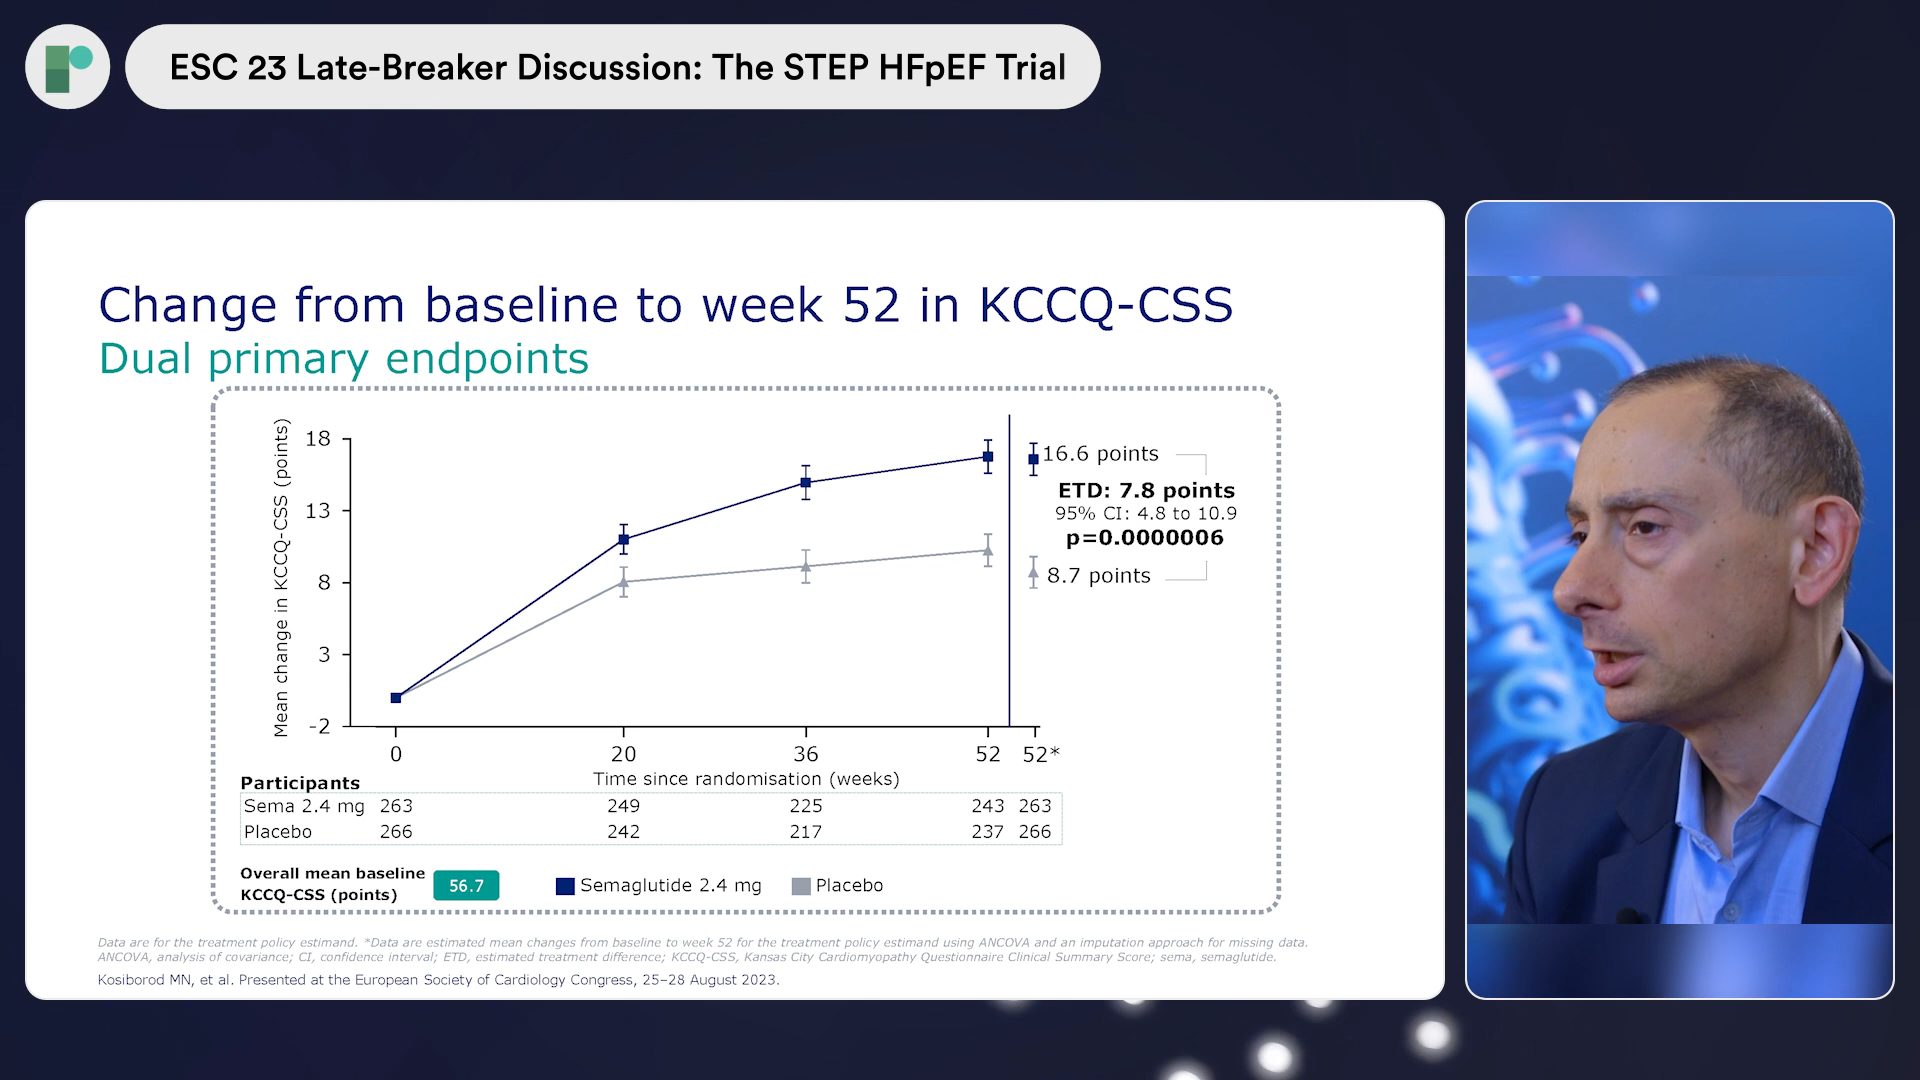 ESC 23 Late-Breaker Discussion: The STEP HFpEF Trial
Change from baseline to week 52 in KCCQ-CSS
Dual primary endpoints
Mean change in KCCQ-CSS (points)
18
13
8
3
-2
16.6 points
ETD: 7.8 points
95% CI: 4.8 to 10.9
p=0.0000006
8.7 points
0 20 36 52 52*
Time since randomisation (weeks)
Participants
Sema 2.4 mg 263 249 225 243 263
Placebo 266 242 217 237 266
Overall mean baseline
KCCQ-CSS (points)
56.7
Semaglutide 2.4 mg
Placebo
Data are for the treatment policy estimand. *Data are estimated mean changes from baseline to week 52 for the treatment policy estimand using ANCOVA and an imputation approach for missing data.
ANCOVA, analysis of covariance; CI, confidence interval; ETD, estimated treatment difference; KCCQ-CSS, Kansas City Cardiomyopathy Questionnaire Clinical Summary Score; sema, semaglutide.
Kosiborod MN, et al. Presented at the European Society of Cardiology Congress, 25–28 August 2023.